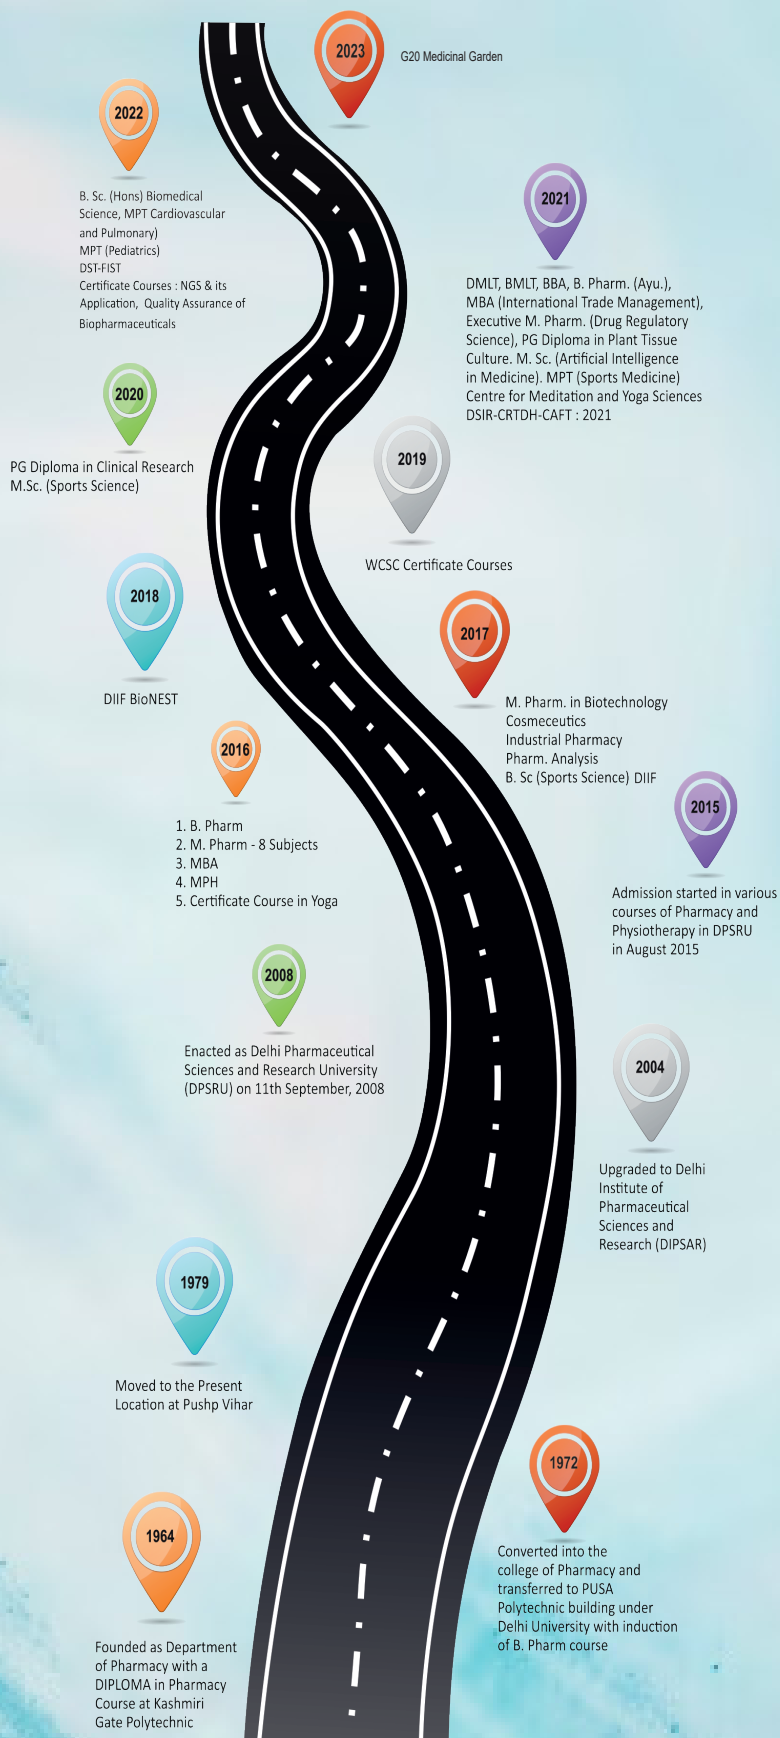 2023
G20 Medicinal Garden
2022
B. Sc. (Hons) Biomedical
Science, MPT Cardiovascular
and Pulmonary)
MPT (Pediatrics)
DST-FIST
Certificate Courses : NGS & its
Application, Quality Assurance of
Biopharmaceuticals
2021
DMLT, BMLT, BBA, B. Pharm. (Ayu.),
MBA (International Trade Management),
Executive M. Pharm. (Drug Regulatory
Science), PG Diploma in Plant Tissue
Culture. M. Sc. (Artificial Intelligence
in Medicine). MPT (Sports Medicine)
Centre for Meditation and Yoga Sciences
DSIR-CRTDH-CAFT : 2021
2020
PG Diploma in Clinical Research
M.Sc. (Sports Science)
2019
WCSC Certificate Courses
2018
DIIF BioNEST
2017
M. Pharm. in Biotechnology
Cosmeceutics
Industrial Pharmacy
Pharm. Analysis
B. Sc (Sports Science) DIIF
2016
1. B. Pharm
2. M. Pharm - 8 Subjects
3. MBA
4. MPH
5. Certificate Course in Yoga
2015
Admission started in various
courses of Pharmacy and
Physiotherapy in DPSRU
in August 2015
2008
Enacted as Delhi Pharmaceutical
Sciences and Research University
(DPSRU) on 11th September, 2008
2004
Upgraded to Delhi
Institute of
Pharmaceutical
Sciences and
Research (DIPSAR)
1979
Moved to the Present
Location at Pushp Vihar
1972
Converted into the
college of Pharmacy and
transferred to PUSA
Polytechnic building under
Delhi University with induction
of B. Pharm course
1964
Founded as Department
of Pharmacy with a
DIPLOMA in Pharmacy
Course at Kashmiri
Gate Polytechnic